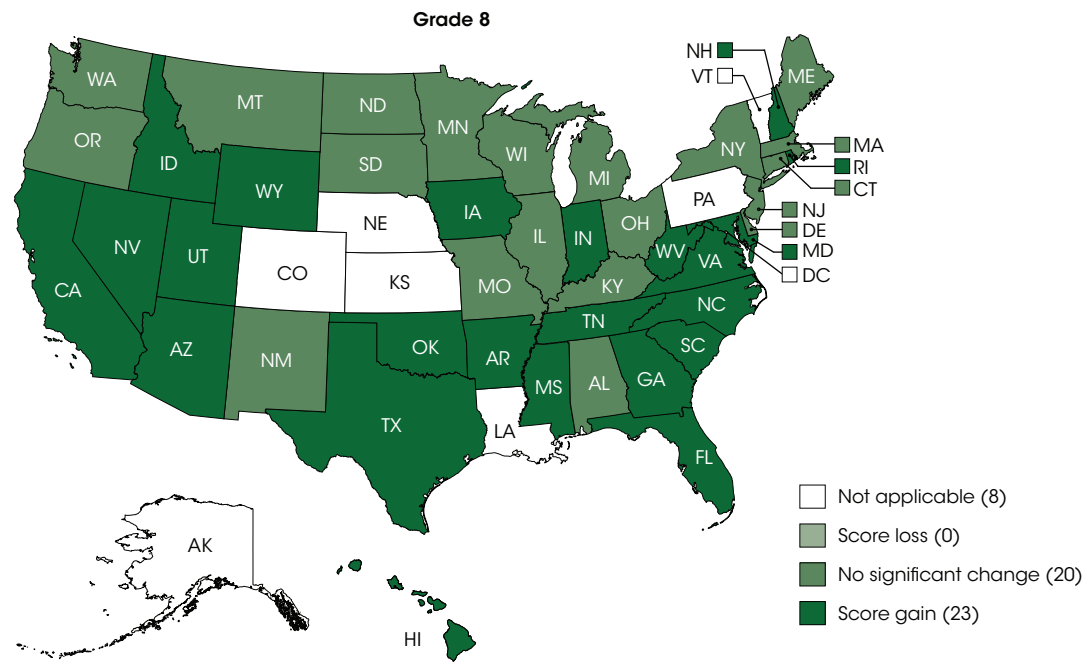 Grade 8
NH
VT
WA
MT
ND
MN
ME
OR
ID
SD
WI
MI
NY
MA
RI
CT
WY
PA
NJ
NE
IA
OH
DE
NV
UT
IL
IN
WV
MD
CO
KS
VA
DC
CA
MO
KY
NC
TN
AZ
NM
OK
AR
SC
MS
AL
GA
TX
LA
FL
AK
HI
Not applicable (8)
Score loss (0)
No significant change (20)
Score gain (23)